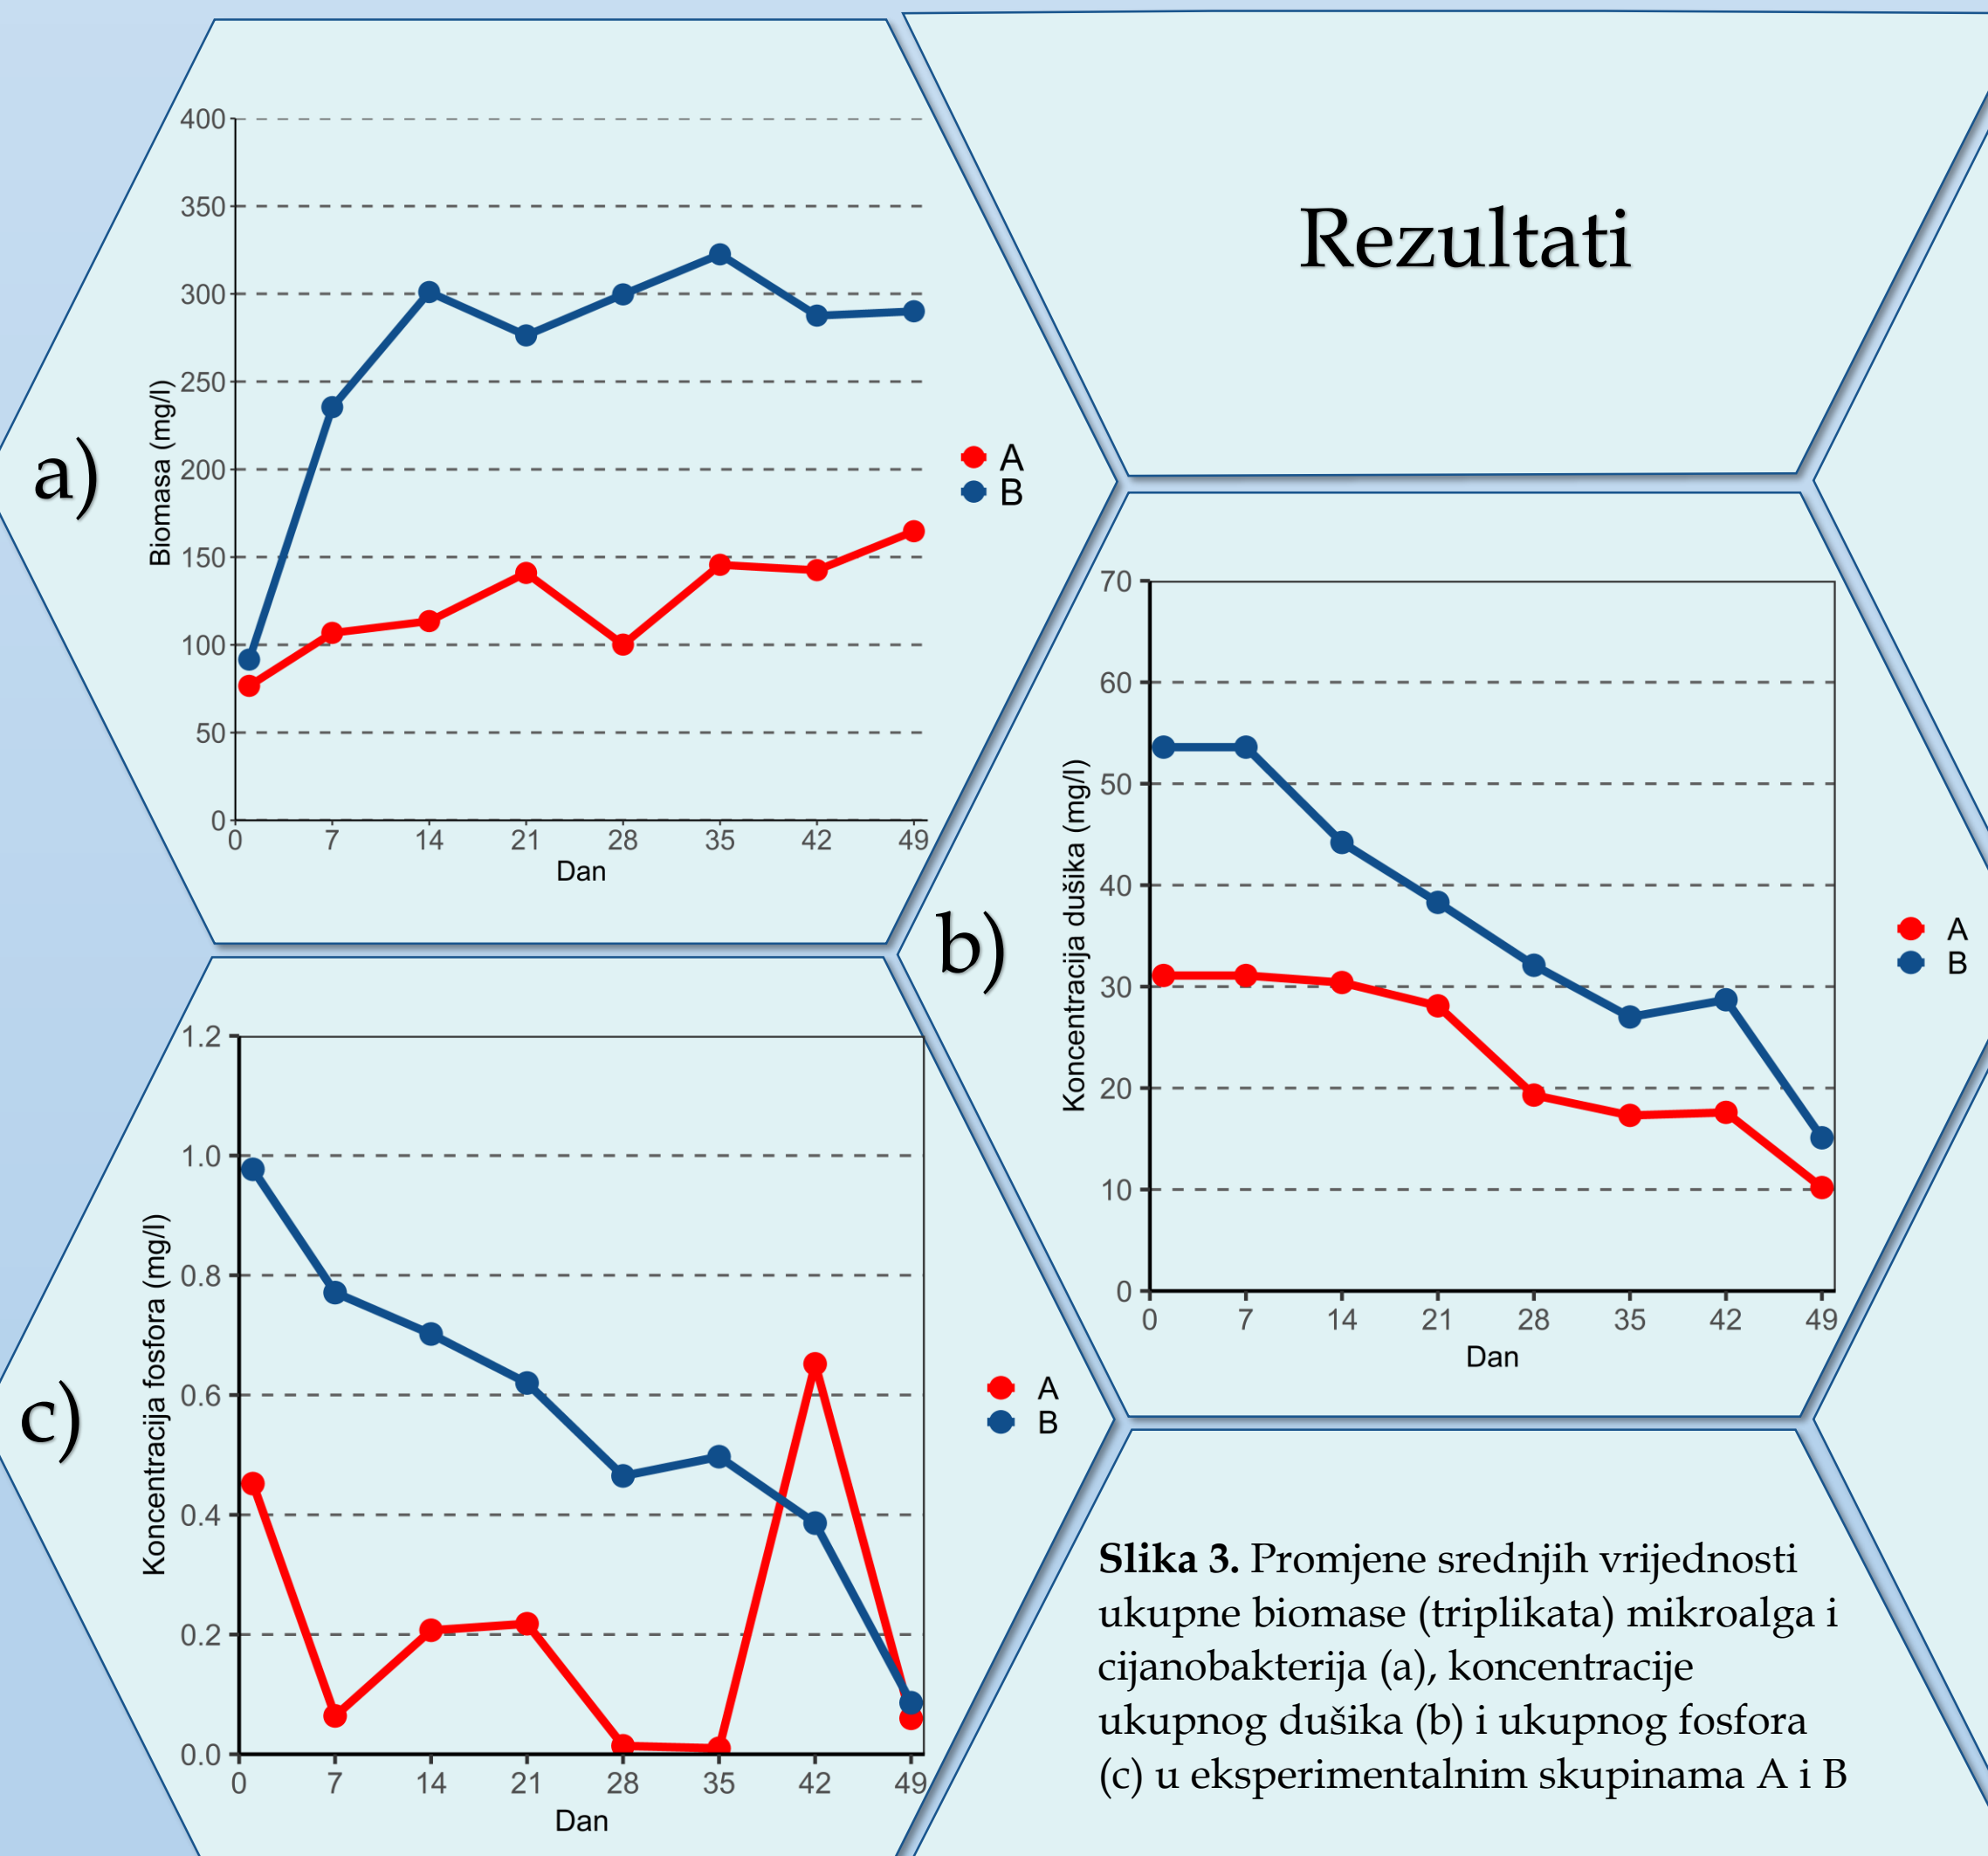 Rezultati
a)
400
350
300
250
200
150
100
50
0
Biomasa (mg/l)
0 7 14 21 28 35 42 49
Dan
A
B
b)
70
60
50
40
30
20
10
0
Koncentracija dušika (mg/l)
0 7 14 21 28 35 42 49
Dan
A
B
c)
1.2
1.0
0.8
0.6
0.4
0.2
0.0
Koncentracija fosfora (mg/l)
0 7 14 21 28 35 42 49
Dan
A
B
Slika 3. Promjene srednjih vrijednosti
ukupne biomase (triplikata) mikroalga i
cijanobakterija (a), koncentracije
ukupnog dušika (b) i ukupnog fosfora
(c) u eksperimentalnim skupinama A i B